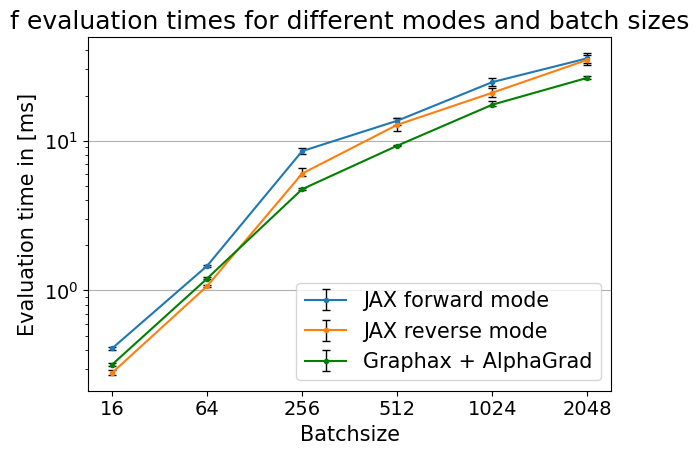 f evaluation times for different modes and batch sizes
Evaluation time in [ms]
10¹
10⁰
JAX forward mode
JAX reverse mode
Graphax + AlphaGrad
16 64 256 512 1024 2048
Batchsize